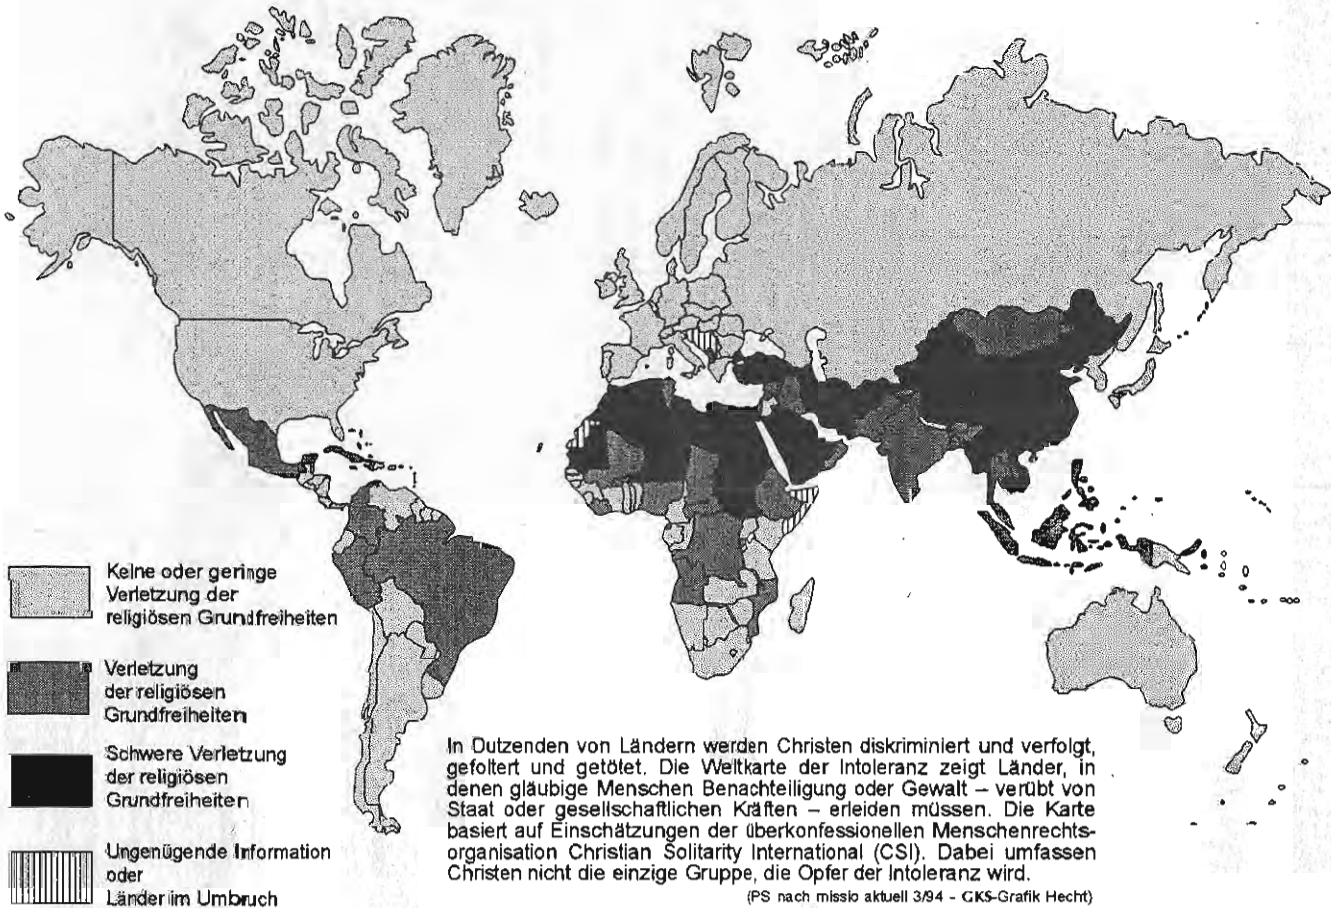 Keine oder geringe
Verletzung der
religiösen Grundfreiheiten
Verletzung
der religiösen
Grundfreiheiten
Schwere Verletzung
der religiösen
Grundfreiheiten
Ungenügende Information
oder
Länder im Umbruch
In Dutzenden von Ländern werden Christen diskriminiert und verfolgt,
gefoltert und getötet. Die Weltkarte der Intoleranz zeigt Länder, in
denen gläubige Menschen Benachteiligung oder Gewalt – verübt von
Staat oder gesellschaftlichen Kräften – erleiden müssen. Die Karte
basiert auf Einschätzungen der überkonfessionellen Menschenrechts-
organisation Christian Solitarity International (CSI). Dabei umfassen
Christen nicht die einzige Gruppe, die Opfer der Intoleranz wird.
(PS nach missio aktuell 3/94 - GKS-Grafik Hecht)